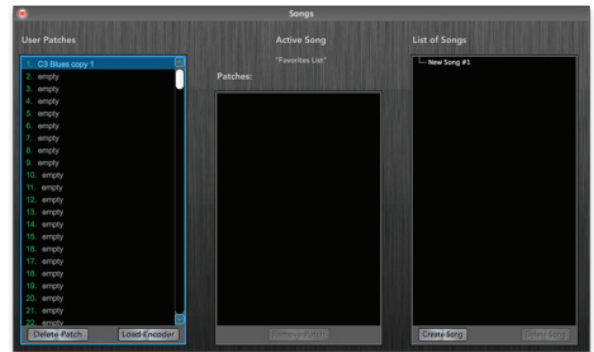 Songs
User Patches
1. C3 Blues copy 1
2. empty
3. empty
4. empty
5. empty
6. empty
7. empty
8. empty
9. empty
10. empty
11. empty
12. empty
13. empty
14. empty
15. empty
16. empty
17. empty
18. empty
19. empty
20. empty
21. empty
22. empty
Delete Patch
Load Encoder
Active Song
"Favorites List"
Patches:
Remove Patch
List of Songs
New Song #1
Create Song
Delete Song